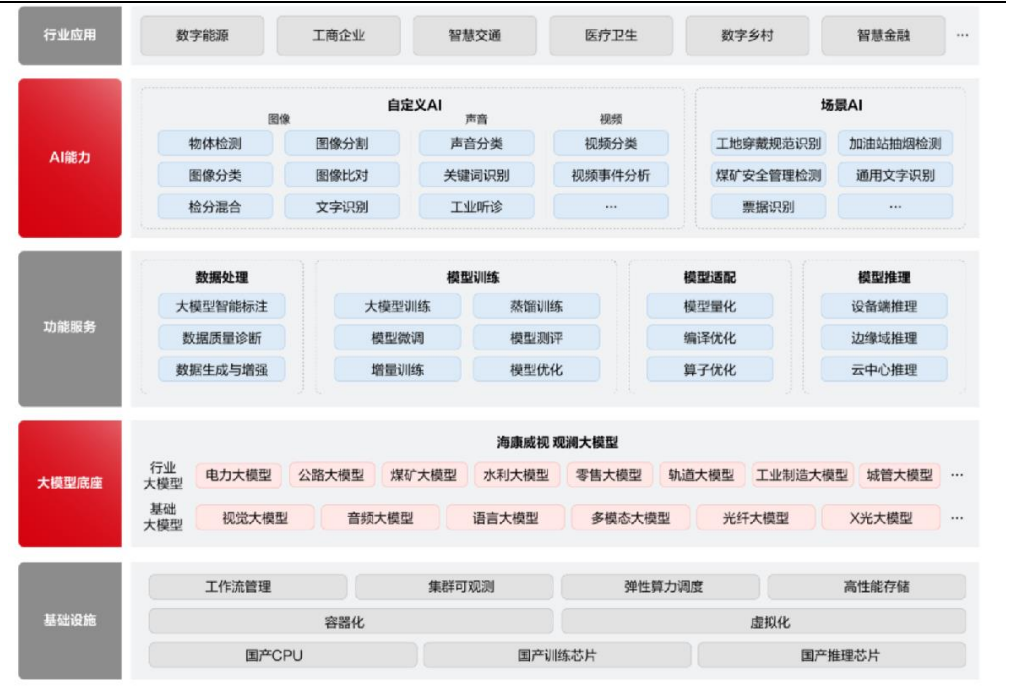 行业应用
数字能源 工商企业 智慧交通 医疗卫生 数字乡村 智慧金融 …
AI能力
自定义AI 场景AI
图像 声音 视频
物体检测 图像分割 声音分类 视频分类 工地穿戴规范识别 加油站抽烟检测
图像分类 图像比对 关键词识别 视频事件分析 煤矿安全管理检测 通用文字识别
检分混合 文字识别 工业听诊 … 票据识别 …
功能服务
数据处理 模型训练 模型适配 模型推理
大模型智能标注 大模型训练 蒸馏训练 模型量化 设备端推理
数据质量诊断 模型微调 模型测评 编译优化 边缘域推理
数据生成与增强 增量训练 模型优化 算子优化 云中心推理
大模型底座
海康威视 观澜大模型
行业
大模型 电力大模型 公路大模型 煤矿大模型 水利大模型 零售大模型 轨道大模型 工业制造大模型 城管大模型 …
基础
大模型 视觉大模型 音频大模型 语言大模型 多模态大模型 光纤大模型 X光大模型 …
基础设施
工作流管理 集群可观测 弹性算力调度 高性能存储
容器化 虚拟化
国产CPU 国产训练芯片 国产推理芯片